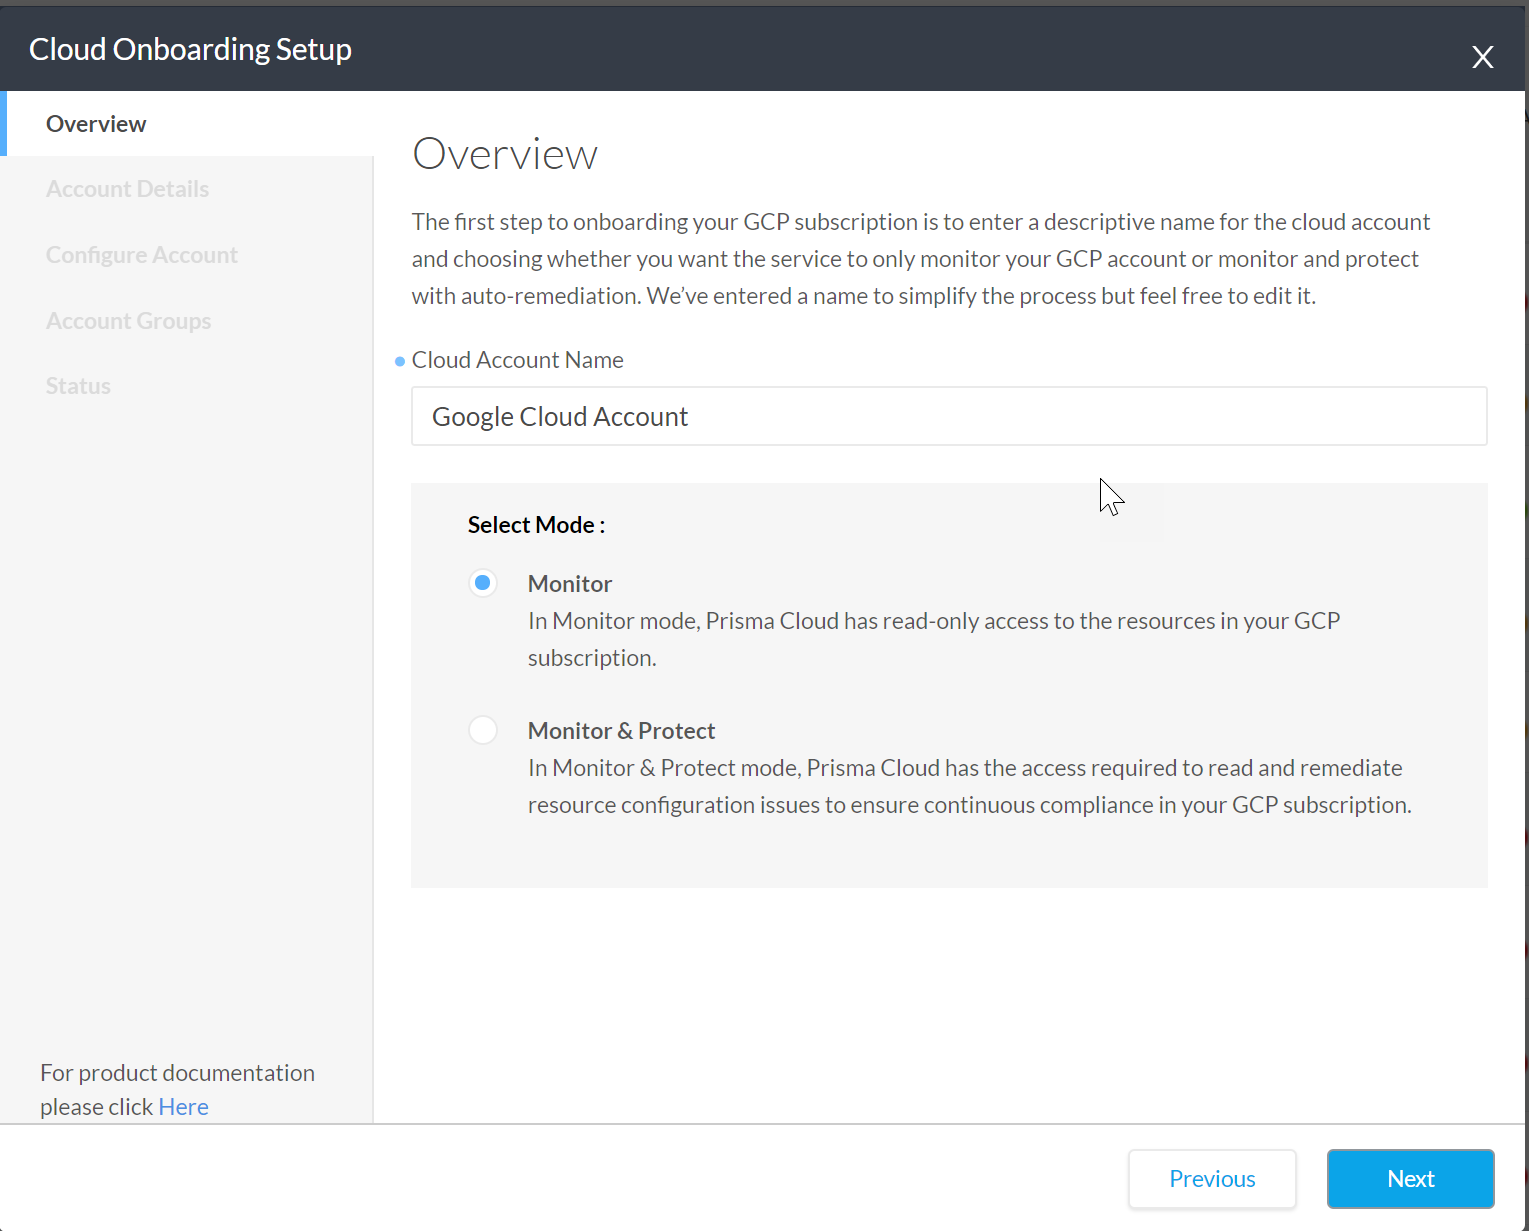 Cloud Onboarding Setup
X
Overview
Account Details
Configure Account
Account Groups
Status
For product documentation
please click Here
Overview
The first step to onboarding your GCP subscription is to enter a descriptive name for the cloud account
and choosing whether you want the service to only monitor your GCP account or monitor and protect
with auto-remediation. We’ve entered a name to simplify the process but feel free to edit it.
Cloud Account Name
Google Cloud Account
Select Mode :
Monitor
In Monitor mode, Prisma Cloud has read-only access to the resources in your GCP
subscription.
Monitor & Protect
In Monitor & Protect mode, Prisma Cloud has the access required to read and remediate
resource configuration issues to ensure continuous compliance in your GCP subscription.
Previous
Next